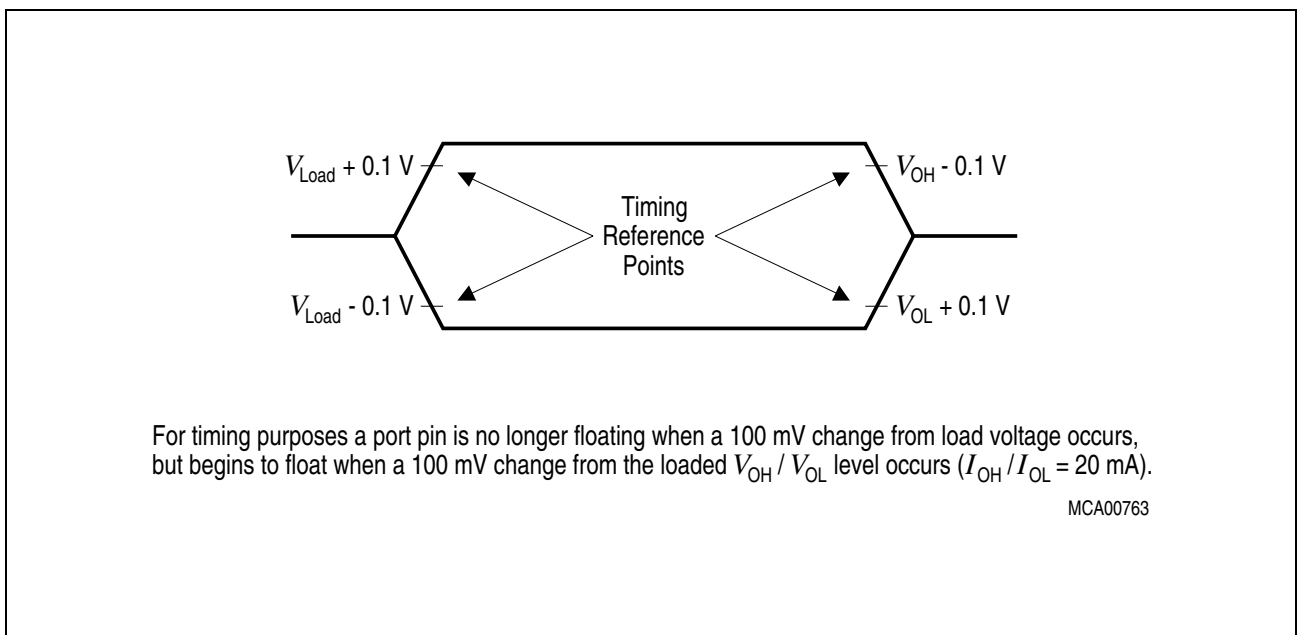 V_Load + 0.1 V
V_OH - 0.1 V
Timing
Reference
Points
V_Load - 0.1 V
V_OL + 0.1 V
For timing purposes a port pin is no longer floating when a 100 mV change from load voltage occurs,
but begins to float when a 100 mV change from the loaded V_OH / V_OL level occurs (I_OH / I_OL = 20 mA).
MCA00763